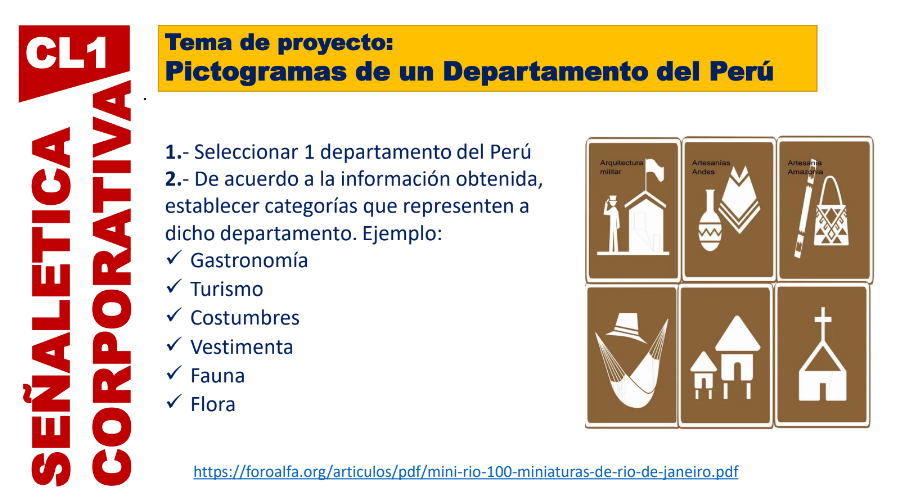 CL1
SEÑALETICA
CORPORATIVA
Tema de proyecto:
Pictogramas de un Departamento del Perú
.
1.- Seleccionar 1 departamento del Perú
2.- De acuerdo a la información obtenida,
establecer categorías que representen a
dicho departamento. Ejemplo:
✓ Gastronomía
✓ Turismo
✓ Costumbres
✓ Vestimenta
✓ Fauna
✓ Flora
Arquitectura
militar
Artesanías
Andes
Artesanía
Amazonía
https://foroalfa.org/articulos/pdf/mini-rio-100-miniaturas-de-rio-de-janeiro.pdf